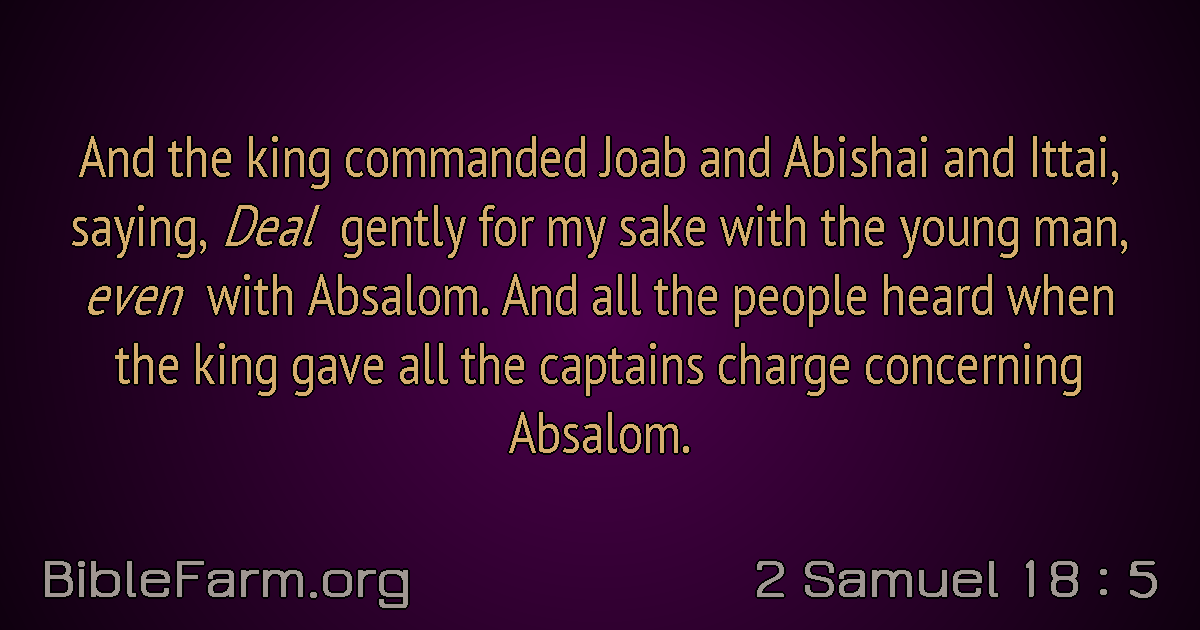 And the king commanded Joab and Abishai and Ittai,
saying, Deal gently for my sake with the young man,
even with Absalom. And all the people heard when
the king gave all the captains charge concerning
Absalom.
BibleFarm.org
2 Samuel 18 : 5